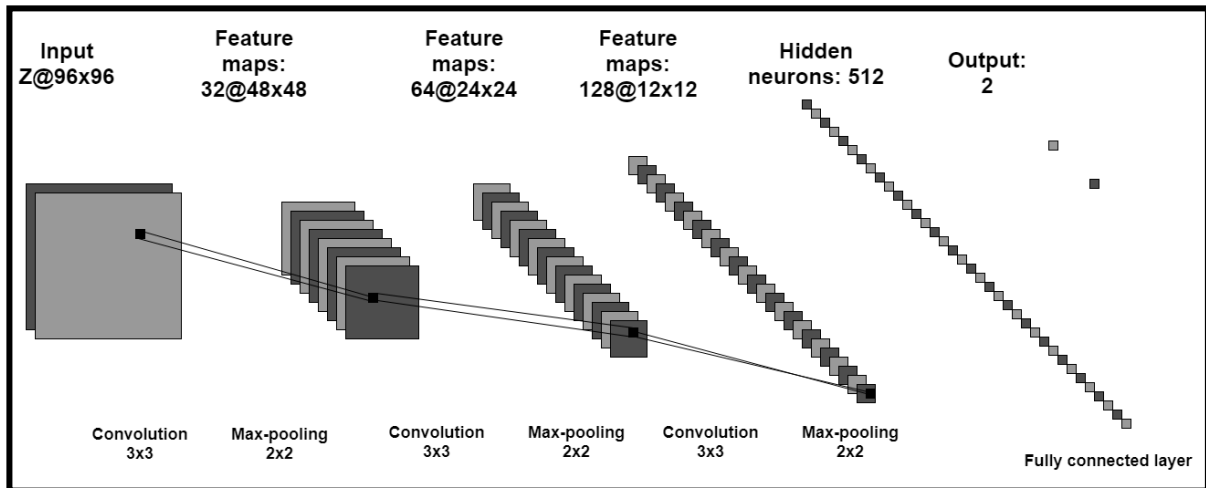 Input
Z@96x96
Feature
maps:
32@48x48
Feature
maps:
64@24x24
Feature
maps:
128@12x12
Hidden
neurons: 512
Output:
2
Convolution
3x3
Max-pooling
2x2
Convolution
3x3
Max-pooling
2x2
Convolution
3x3
Max-pooling
2x2
Fully connected layer